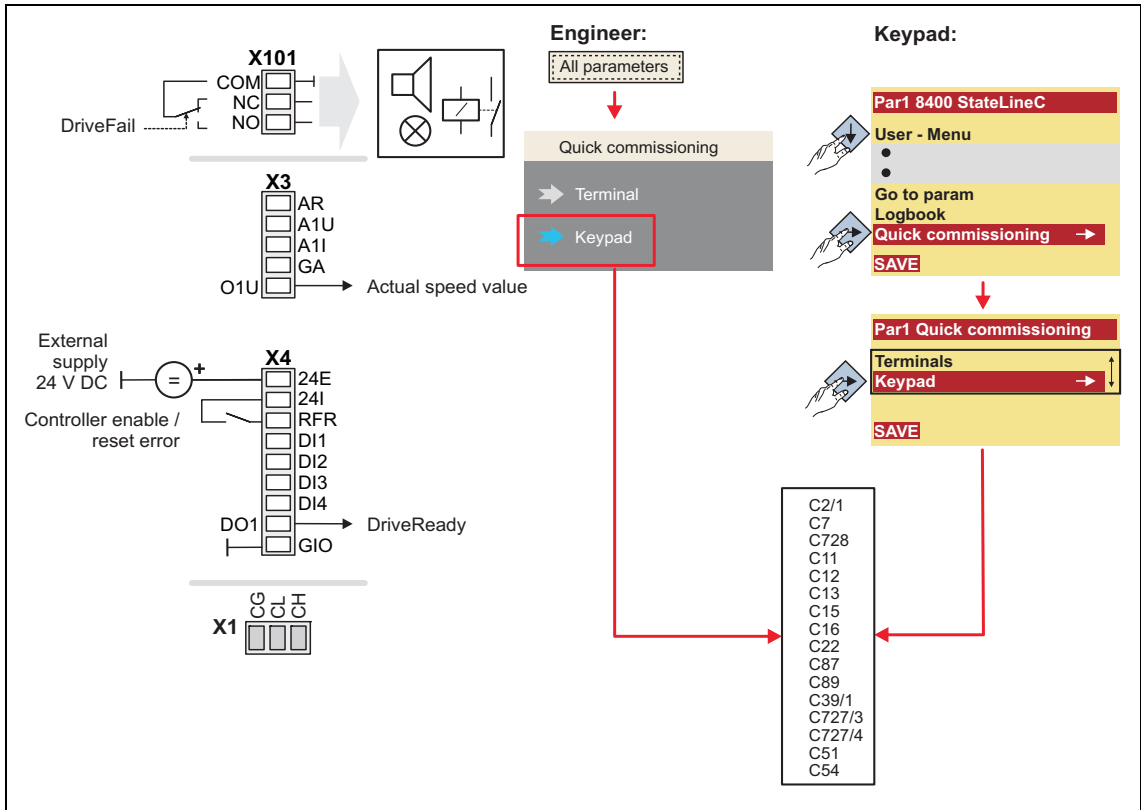 X101
COM
NC
NO
DriveFail
X3
AR
A1U
A1I
GA
O1U
Actual speed value
External
supply
24 V DC
=
+
Controller enable /
reset error
X4
24E
24I
RFR
DI1
DI2
DI3
DI4
DO1
DriveReady
GIO
X1
CG
CL
CH
Engineer:
All parameters
Quick commissioning
Terminal
Keypad
Keypad:
Par1 8400 StateLineC
User - Menu
Go to param
Logbook
Quick commissioning
SAVE
Par1 Quick commissioning
Terminals
Keypad
SAVE
C2/1
C7
C728
C11
C12
C13
C15
C16
C22
C87
C89
C39/1
C727/3
C727/4
C51
C54